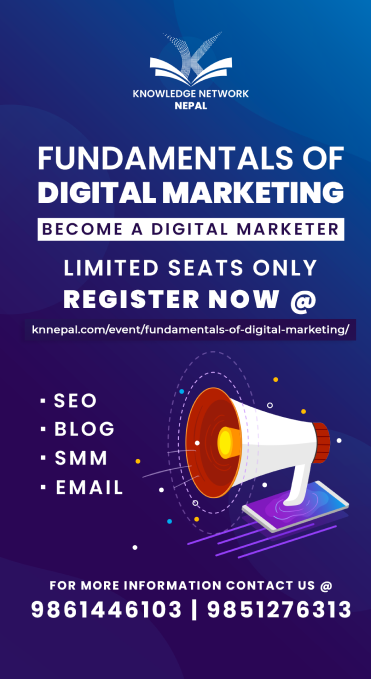 KNOWLEDGE NETWORK
NEPAL
FUNDAMENTALS OF
DIGITAL MARKETING
BECOME A DIGITAL MARKETER
LIMITED SEATS ONLY
REGISTER NOW @
knnepal.com/event/fundamentals-of-digital-marketing/
▪ SEO
▪ BLOG
▪ SMM
▪ EMAIL
FOR MORE INFORMATION CONTACT US @
9861446103 | 9851276313